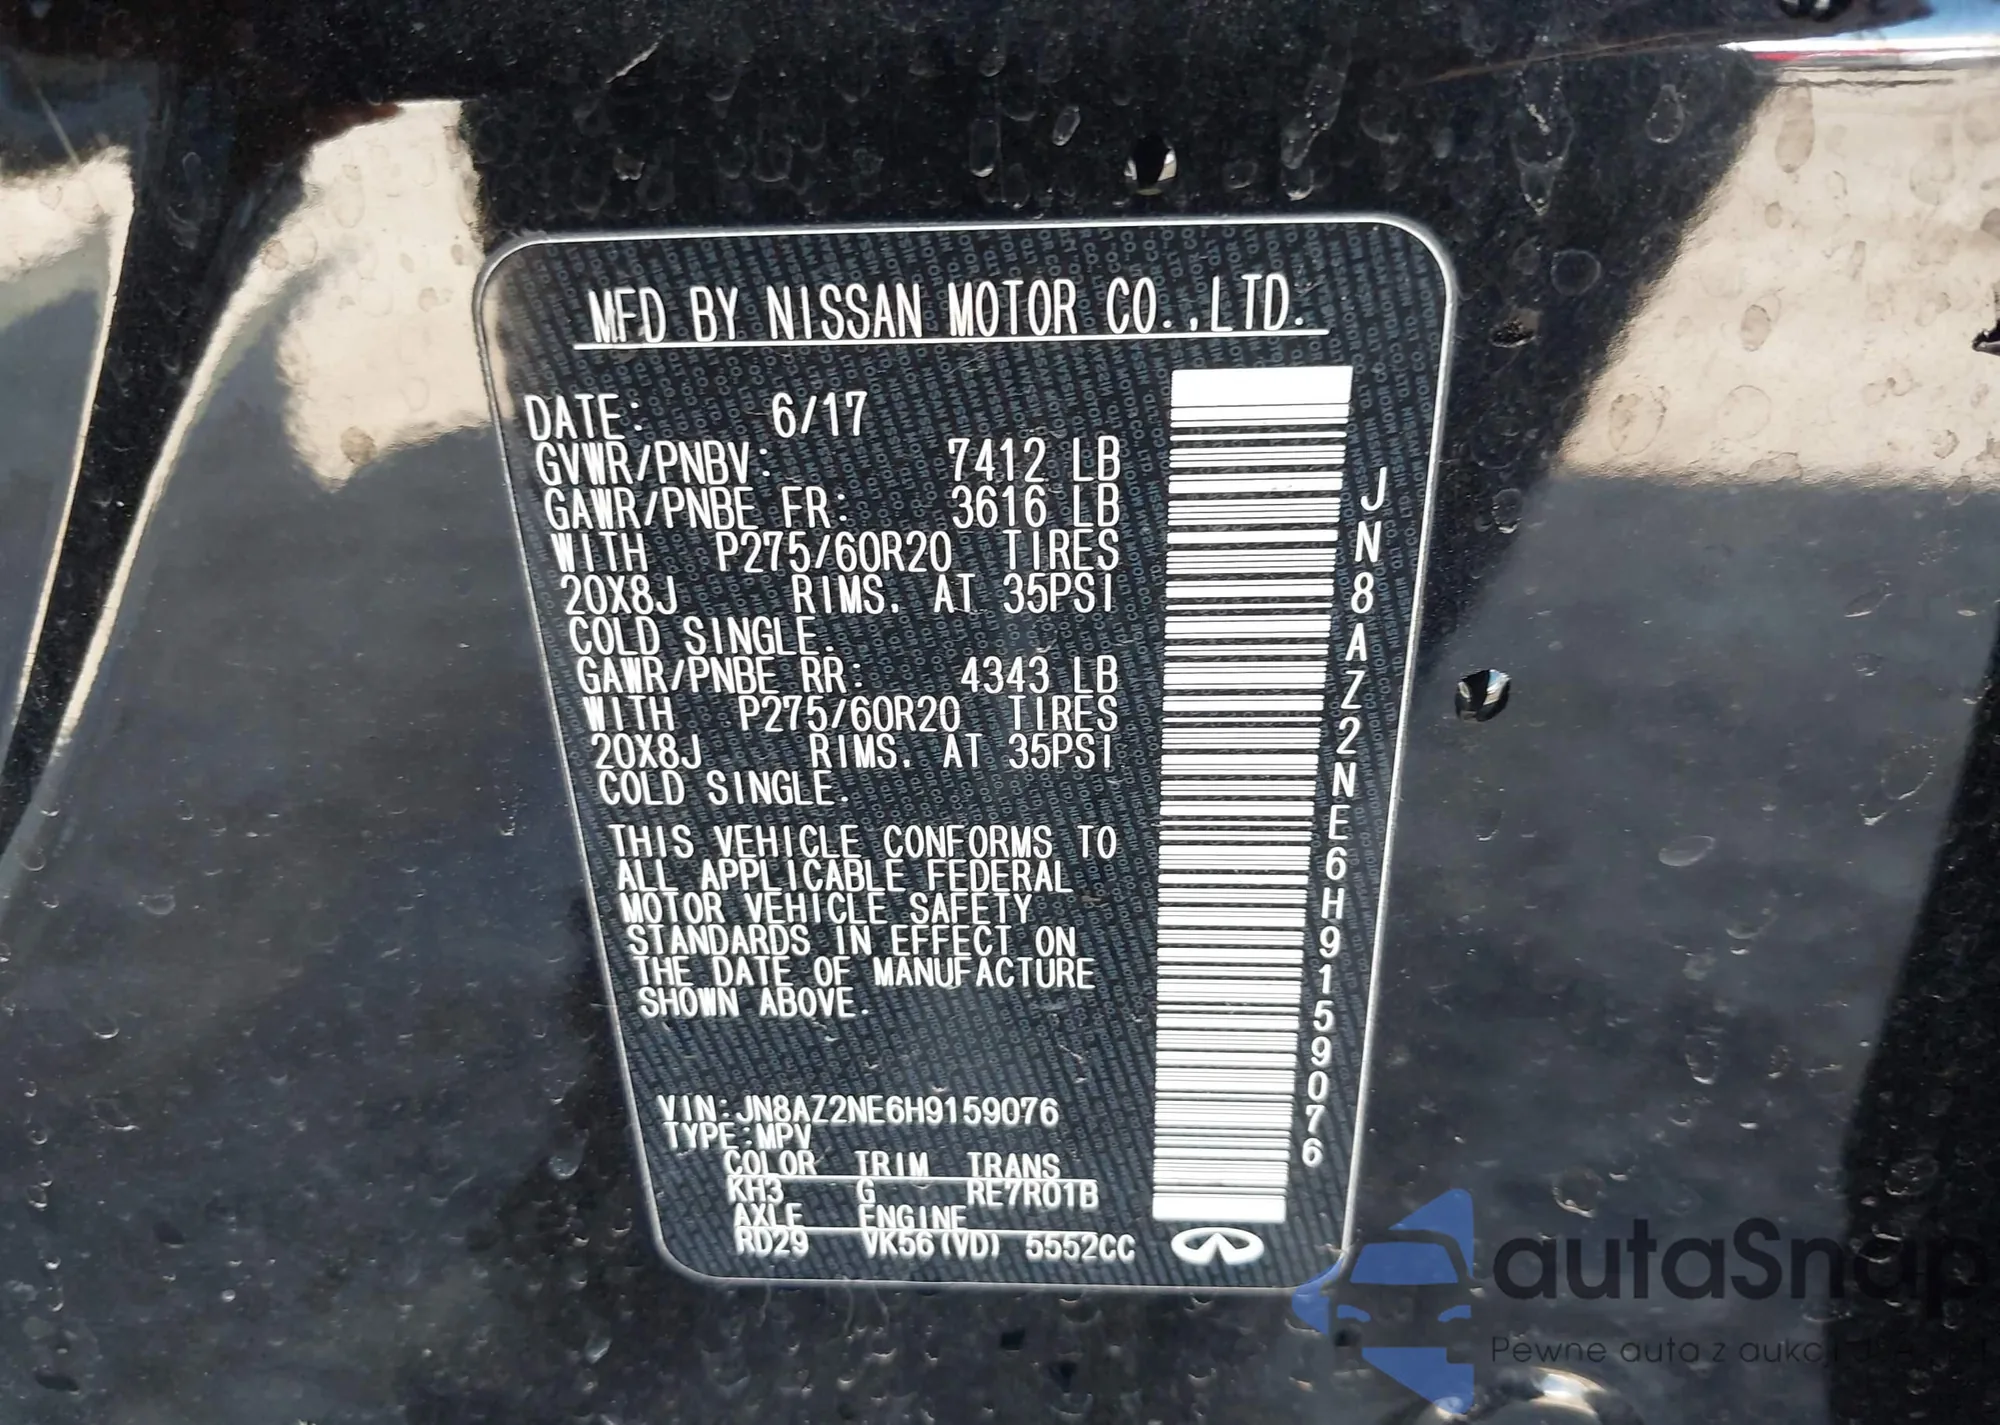 MFD BY NISSAN MOTOR CO.,LTD.
DATE: 6/17
GVWR/PNBV: 7412 LB
GAWR/PNBE FR: 3616 LB
WITH P275/60R20 TIRES
20X8J RIMS. AT 35PSI
COLD SINGLE.
GAWR/PNBE RR: 4343 LB
WITH P275/60R20 TIRES
20X8J RIMS. AT 35PSI
COLD SINGLE.
THIS VEHICLE CONFORMS TO
ALL APPLICABLE FEDERAL
MOTOR VEHICLE SAFETY
STANDARDS IN EFFECT ON
THE DATE OF MANUFACTURE
SHOWN ABOVE.
VIN:JN8AZ2NE6H9159076
TYPE:MPV
COLOR TRIM TRANS
KH3 G RE7R01B
AXLE ENGINE
RD29 VK56(VD) 5552CC
JN8AZ2NE6H9159076
autaSnap
Pewne auta z aukcji